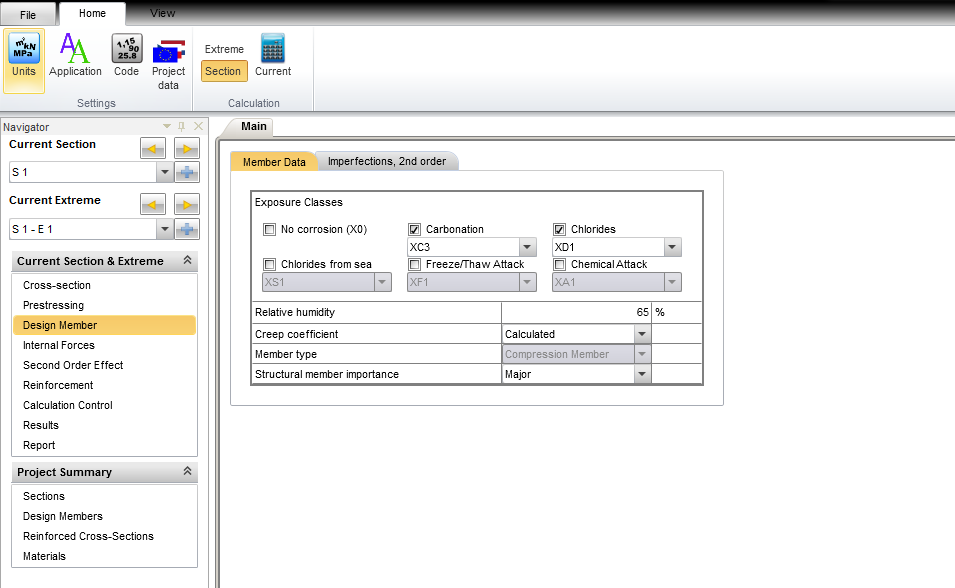 File Home View
m³kN
MPa
Units
Application
1,15
90
25.8
Code
Project
data
Extreme
Section
Current
Settings
Calculation
Navigator
Current Section
S 1
Current Extreme
S 1 - E 1
Current Section & Extreme
Cross-section
Prestressing
Design Member
Internal Forces
Second Order Effect
Reinforcement
Calculation Control
Results
Report
Project Summary
Sections
Design Members
Reinforced Cross-Sections
Materials
Main
Member Data Imperfections, 2nd order
Exposure Classes
No corrosion (X0) Carbonation Chlorides
XC3 XD1
Chlorides from sea Freeze/Thaw Attack Chemical Attack
XS1 XF1 XA1
Relative humidity 65 %
Creep coefficient Calculated
Member type Compression Member
Structural member importance Major